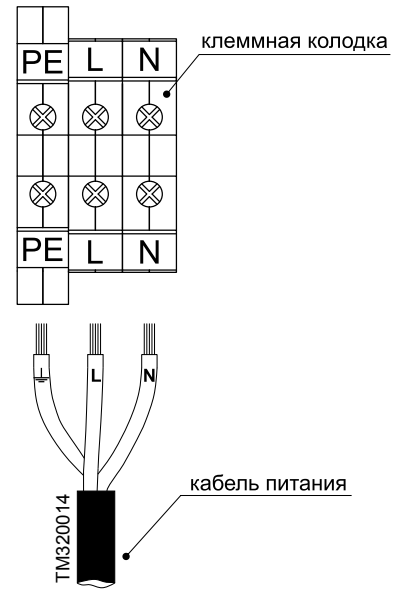 клеммная колодка
PE L N
PE L N
L N
кабель питания
TM320014